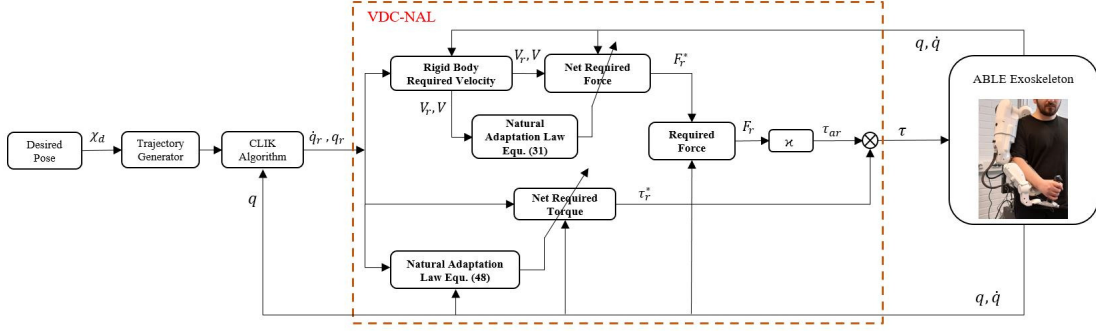 VDC-NAL
q, q̇
Rigid Body
Required Velocity
V_r, V
Net Required
Force
F_r^*
ABLE Exoskeleton
V_r, V
Natural
Adaptation Law
Equ. (31)
Desired
Pose
χ_d
Trajectory
Generator
CLIK
Algorithm
q̇_r , q_r
Required
Force
F_r
ϰ
τ_ar
τ
q
Net Required
Torque
τ_r^*
Natural Adaptation
Law Equ. (48)
q, q̇